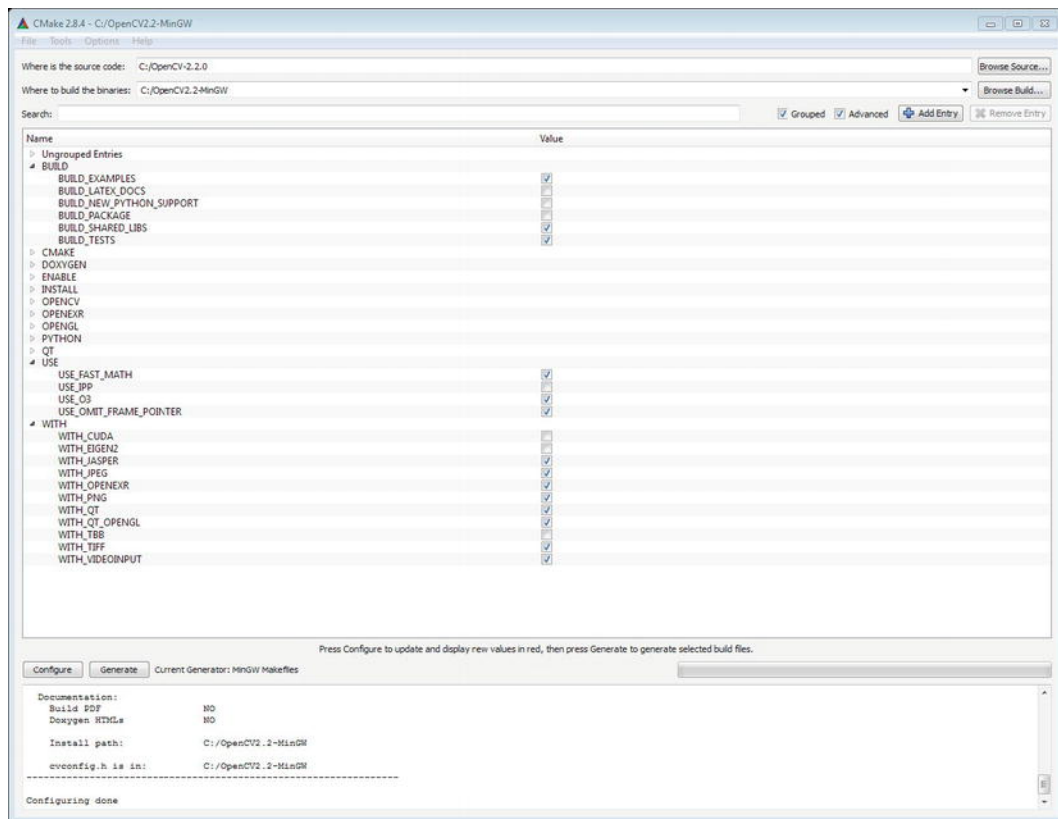 CMake 2.8.4 - C:/OpenCV2.2-MinGW
File Tools Options Help
Where is the source code: C:/OpenCV-2.2.0 Browse Source...
Where to build the binaries: C:/OpenCV2.2-MinGW Browse Build...
Search: Grouped Advanced Add Entry Remove Entry
Name Value
Ungrouped Entries
BUILD
BUILD_EXAMPLES
BUILD_LATEX_DOCS
BUILD_NEW_PYTHON_SUPPORT
BUILD_PACKAGE
BUILD_SHARED_LIBS
BUILD_TESTS
CMAKE
DOXYGEN
ENABLE
INSTALL
OPENCV
OPENEXR
OPENGL
PYTHON
QT
USE
USE_FAST_MATH
USE_IPP
USE_O3
USE_OMIT_FRAME_POINTER
WITH
WITH_CUDA
WITH_EIGEN2
WITH_JASPER
WITH_JPEG
WITH_OPENEXR
WITH_PNG
WITH_QT
WITH_QT_OPENGL
WITH_TBB
WITH_TIFF
WITH_VIDEOINPUT
Press Configure to update and display new values in red, then press Generate to generate selected build files.
Configure Generate Current Generator: MinGW Makefiles
Documentation:
Build PDF NO
Doxygen HTMLs NO
Install path: C:/OpenCV2.2-MinGW
cvconfig.h is in: C:/OpenCV2.2-MinGW
-----------------------------------------------------------------
Configuring done